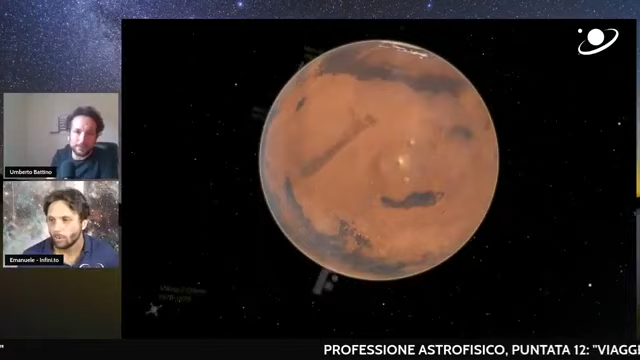 Umberto Battino
Emanuele - Infini.to
PROFESSIONE ASTROFISICO, PUNTATA 12: "VIAGGI